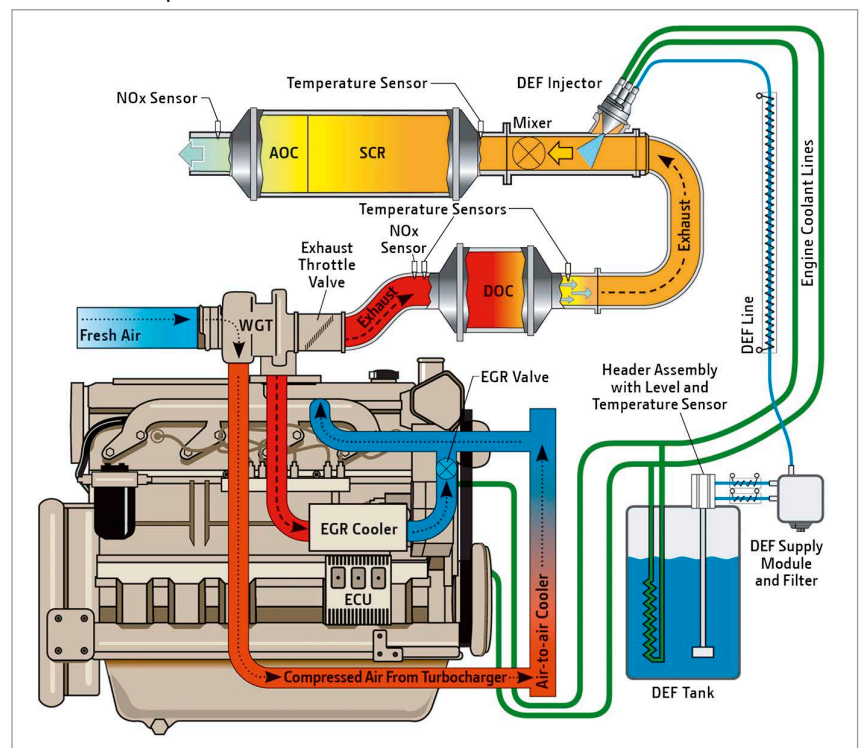 Temperature Sensor
DEF Injector
NOx Sensor
Mixer
AOC
SCR
Engine Coolant Lines
Temperature Sensors
NOx
Sensor
Exhaust
Throttle
Valve
Exhaust
DOC
Exhaust
DEF Line
WGT
Fresh Air
Header Assembly
with Level and
Temperature Sensor
EGR Valve
EGR Cooler
DEF Supply
Module
and Filter
ECU
Air-to-air Cooler
Compressed Air From Turbocharger
DEF Tank